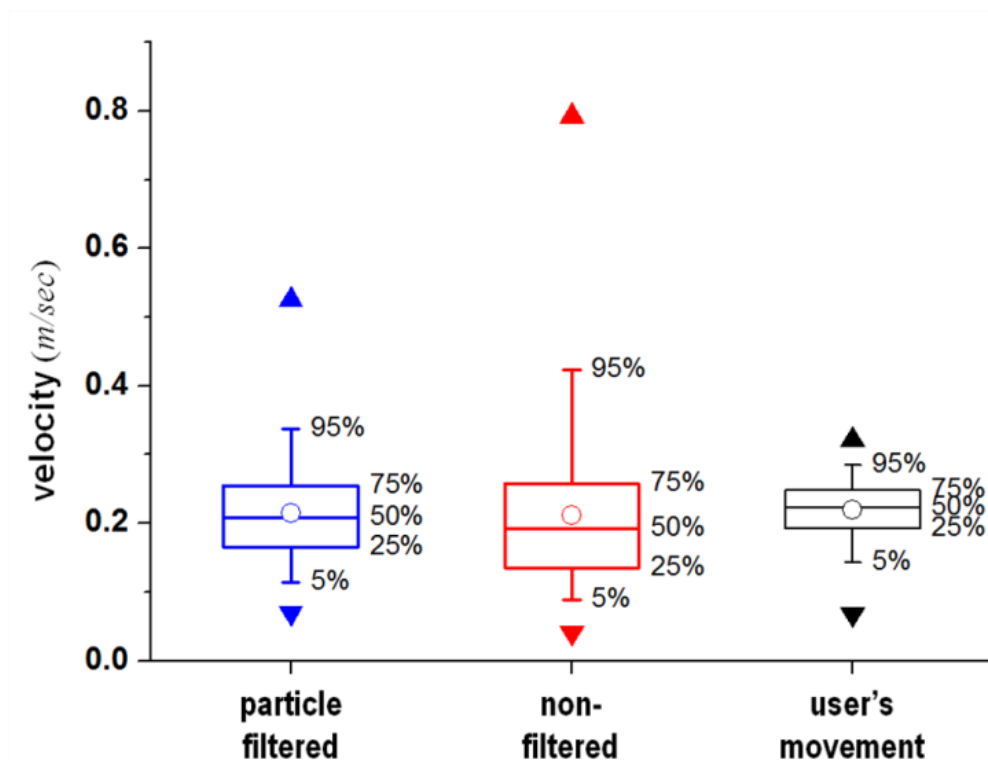 velocity (m/sec)
0.8
0.6
0.4
0.2
0.0
95%
75%
50%
25%
5%
95%
75%
50%
25%
5%
95%
75%
50%
25%
5%
particle
filtered
non-
filtered
user's
movement